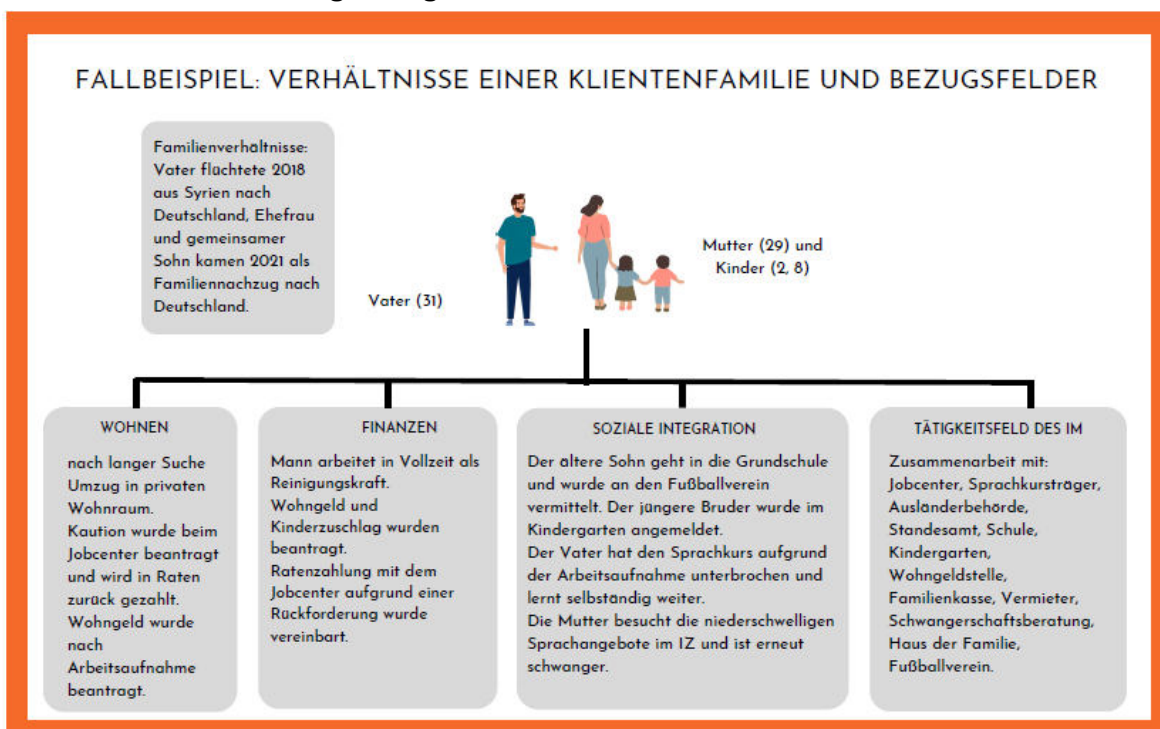 FALLBEISPIEL: VERHÄLTNISSE EINER KLIENTENFAMILIE UND BEZUGSFELDER
Familienverhältnisse:
Vater flüchtete 2018
aus Syrien nach
Deutschland, Ehefrau
und gemeinsamer
Sohn kamen 2021 als
Familiennachzug nach
Deutschland.
Vater (31)
Mutter (29) und
Kinder (2, 8)
WOHNEN
nach langer Suche
Umzug in privaten
Wohnraum.
Kaution wurde beim
Jobcenter beantragt
und wird in Raten
zurück gezahlt.
Wohngeld wurde
nach
Arbeitsaufnahme
beantragt.
FINANZEN
Mann arbeitet in Vollzeit als
Reinigungskraft.
Wohngeld und
Kinderzuschlag wurden
beantragt.
Ratenzahlung mit dem
Jobcenter aufgrund einer
Rückforderung wurde
vereinbart.
SOZIALE INTEGRATION
Der ältere Sohn geht in die Grundschule
und wurde an den Fußballverein
vermittelt. Der jüngere Bruder wurde im
Kindergarten angemeldet.
Der Vater hat den Sprachkurs aufgrund
der Arbeitsaufnahme unterbrochen und
lernt selbständig weiter.
Die Mutter besucht die niederschwelligen
Sprachangebote im IZ und ist erneut
schwanger.
TÄTIGKEITSFELD DES IM
Zusammenarbeit mit:
Jobcenter, Sprachkursträger,
Ausländerbehörde,
Standesamt, Schule,
Kindergarten,
Wohngeldstelle,
Familienkasse, Vermieter,
Schwangerschaftsberatung,
Haus der Familie,
Fußballverein.